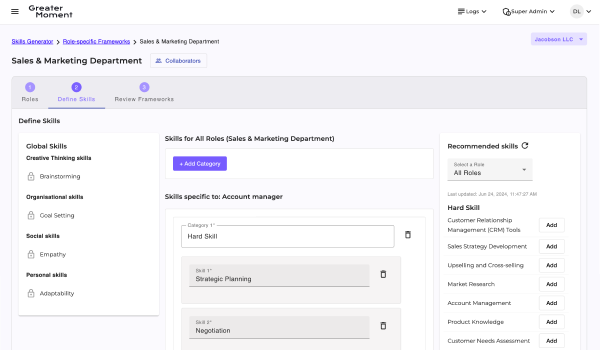 Greater
Moment
Logs
Super Admin
DL
Skills Generator > Role-specific Frameworks > Sales & Marketing Department
Jacobson LLC
Sales & Marketing Department
Collaborators
1
Roles
2
Define Skills
3
Review Frameworks
Define Skills
Global Skills
Creative Thinking skills
Brainstorming
Organisational skills
Goal Setting
Social skills
Empathy
Personal skills
Adaptability
Skills for All Roles (Sales & Marketing Department)
+ Add Category
Skills specific to: Account manager
Category 1*
Hard Skill
Skill 1*
Strategic Planning
Skill 2*
Negotiation
Recommended skills
Select a Role
All Roles
Last updated: Jun 24, 2024, 11:47:27 AM
Hard Skill
Customer Relationship
Management (CRM) Tools
Add
Sales Strategy Development
Add
Upselling and Cross-selling
Add
Market Research
Add
Account Management
Add
Product Knowledge
Add
Customer Needs Assessment
Add